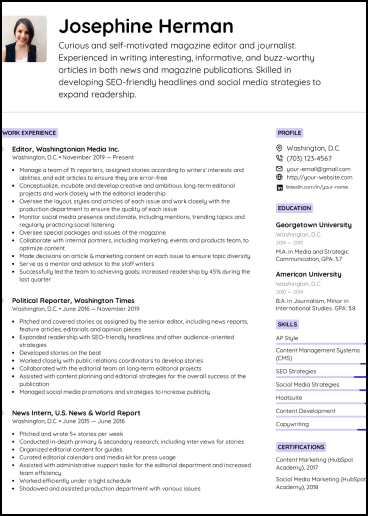 Josephine Herman
Curious and self-motivated magazine editor and journalist.
Experienced in writing interesting, informative, and buzz-worthy
articles in both news and magazine publications. Skilled in
developing SEO-friendly headlines and social media strategies to
expand readership.
WORK EXPERIENCE
Editor, Washingtonian Media Inc.
Washington, D.C. • November 2019 — Present
• Manage a team of 15 reporters, assigned stories according to writers' interests and
abilities, and edit articles to ensure they are error-free
• Conceptualize, incubate and develop creative and ambitious long-term editorial
projects and work closely with the editorial leadership
• Oversee the layout, styles and articles of each issue and work closely with the
production department to ensure the quality of each issue
• Monitor social media presence and climate, including mentions, trending topics and
regularly practicing social listening
• Oversee special packages and issues of the magazine
• Collaborate with internal partners, including marketing, events and products team, to
optimize content
• Made decisions on article & marketing content on each issue to ensure topic diversity
• Serve as a mentor and advisor to the staff writers
• Successfully led the team to achieving goals; increased readership by 45% during the
last quarter
Political Reporter, Washington Times
Washington, D.C. • June 2016 — November 2019
• Pitched and covered stories as assigned by the senior editor, including news reports,
feature articles, editorials and opinion pieces
• Expanded readership with SEO-friendly headlines and other audience-oriented
strategies
• Developed stories on the beat
• Worked closely with public relations coordinators to develop stories
• Collaborated with the editorial team on long-term editorial projects
• Assisted with content planning and editorial strategies for the overall success of the
publication
• Managed social media promotions and strategies to increase publicity
News Intern, U.S. News & World Report
Washington, D.C. • June 2015 — June 2016
• Pitched and wrote 5+ stories per week
• Conducted in-depth primary & secondary research, including interviews for stories
• Organized editorial content for guides
• Curated editorial calendars and media kit for press usage
• Assisted with administrative support tasks for the editorial department and increased
team efficiency
• Worked efficiently under a tight schedule
• Shadowed and assisted production department with various issues
PROFILE
Washington, D.C.
(703) 123-4567
your-email@gmail.com
http://your-website.com
linkedin.com/in/your-name
EDUCATION
Georgetown University
Washington, D.C.
2014 — 2015
M.A. in Media and Strategic
Communication, GPA: 3.7
American University
Washington, D.C.
2010 — 2014
B.A. in Journalism; Minor in
International Studies. GPA: 3.8
SKILLS
AP Style
Content Management Systems
(CMS)
SEO Strategies
Social Media Strategies
Hootsuite
Content Development
Copywriting
CERTIFICATIONS
Content Marketing (HubSpot
Academy), 2017
Social Media Marketing (HubSpot
Academy), 2018